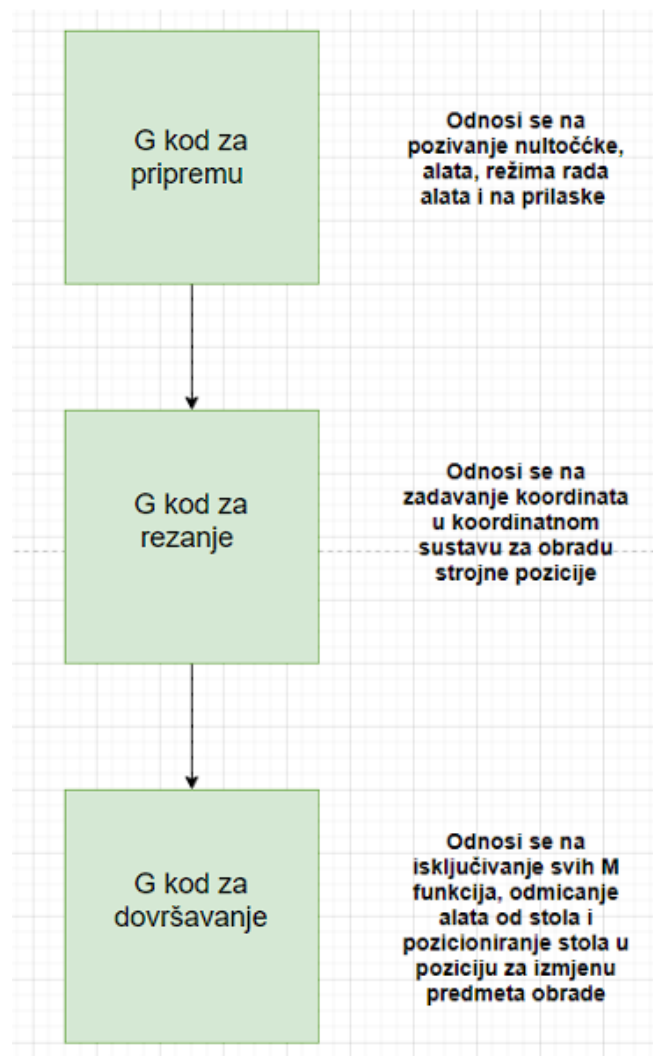 G kod za
pripremu
Odnosi se na
pozivanje nultoččke,
alata, režima rada
alata i na prilaske
G kod za
rezanje
Odnosi se na
zadavanje koordinata
u koordinatnom
sustavu za obradu
strojne pozicije
G kod za
dovršavanje
Odnosi se na
isključivanje svih M
funkcija, odmicanje
alata od stola i
pozicioniranje stola u
poziciju za izmjenu
predmeta obrade